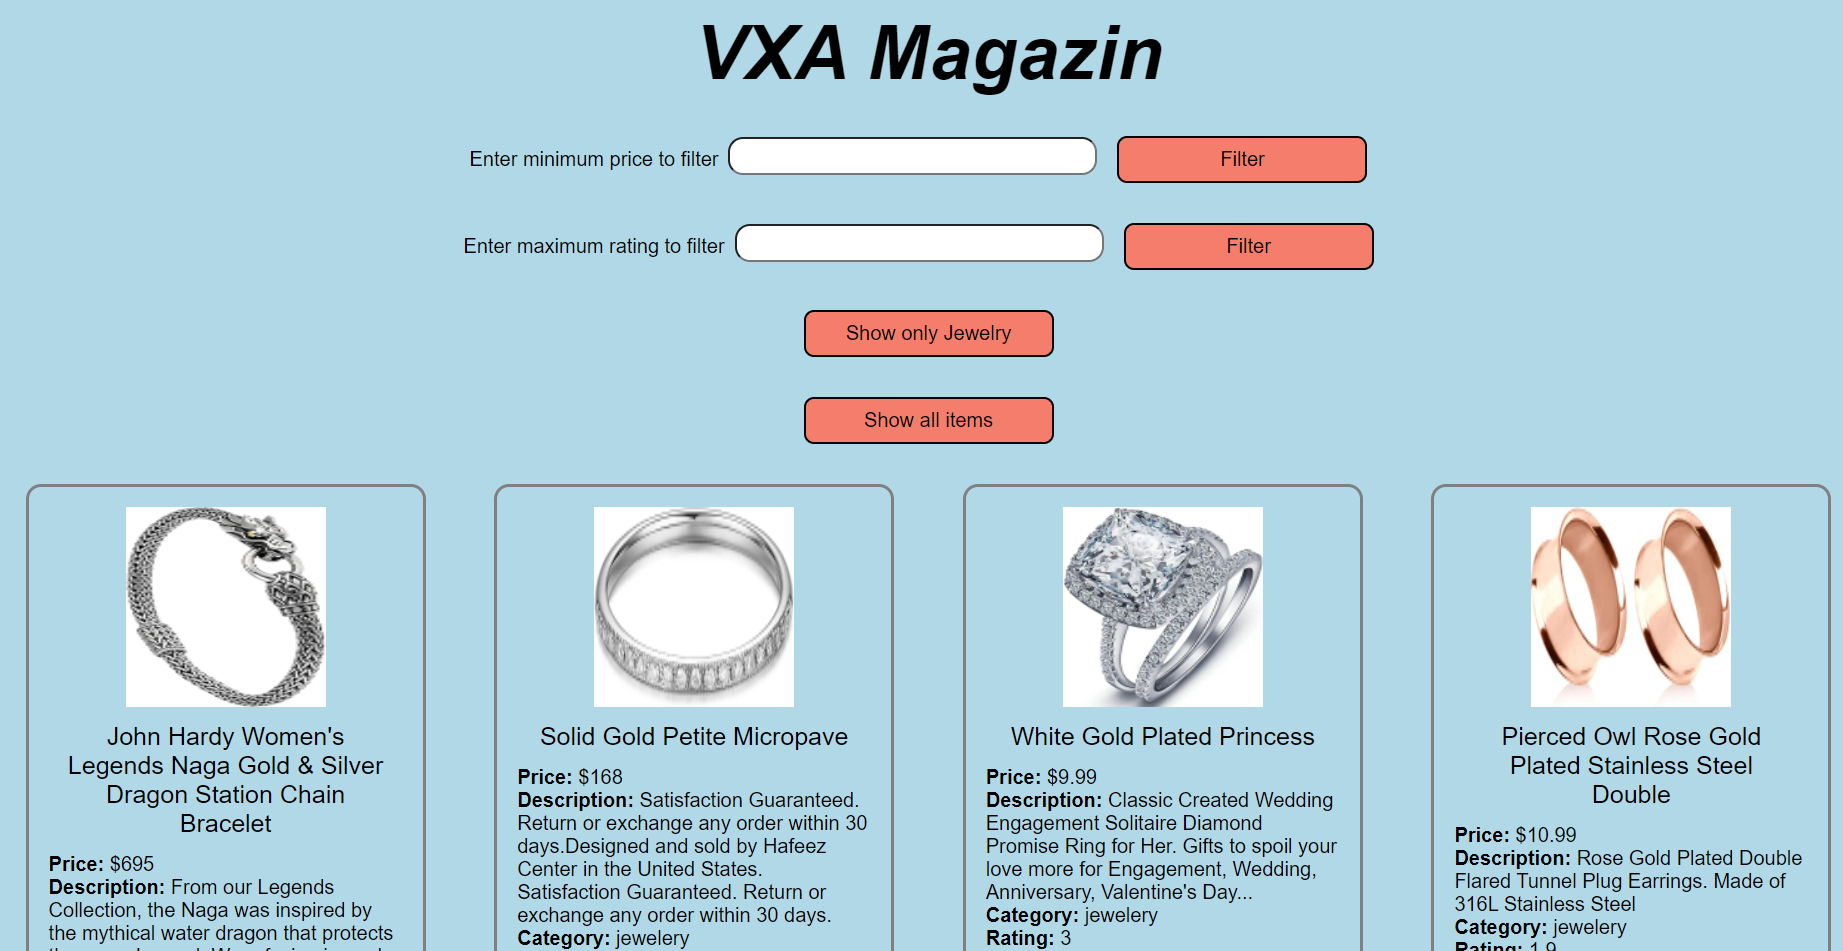 VXA Magazin
Enter minimum price to filter
Filter
Enter maximum rating to filter
Filter
Show only Jewelry
Show all items
John Hardy Women's
Legends Naga Gold & Silver
Dragon Station Chain
Bracelet
Price: $695
Description: From our Legends
Collection, the Naga was inspired by
the mythical water dragon that protects
Solid Gold Petite Micropave
Price: $168
Description: Satisfaction Guaranteed.
Return or exchange any order within 30
days.Designed and sold by Hafeez
Center in the United States.
Satisfaction Guaranteed. Return or
exchange any order within 30 days.
Category: jewelery
White Gold Plated Princess
Price: $9.99
Description: Classic Created Wedding
Engagement Solitaire Diamond
Promise Ring for Her. Gifts to spoil your
love more for Engagement, Wedding,
Anniversary, Valentine's Day...
Category: jewelery
Rating: 3
Pierced Owl Rose Gold
Plated Stainless Steel
Double
Price: $10.99
Description: Rose Gold Plated Double
Flared Tunnel Plug Earrings. Made of
316L Stainless Steel
Category: jewelery
Rating: 1.9